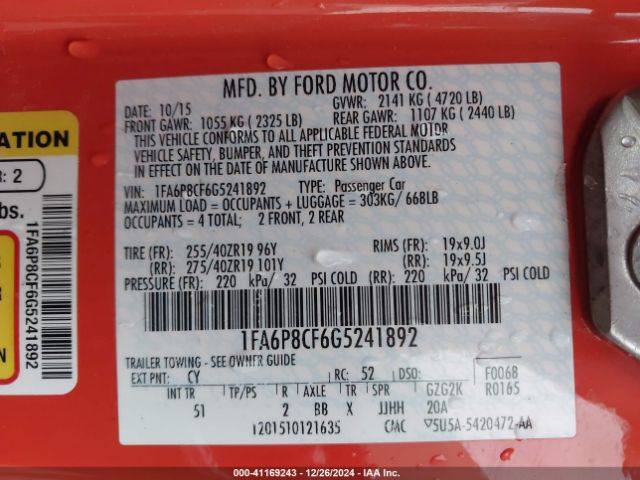 MFD. BY FORD MOTOR CO.
DATE: 10/15 GVWR: 2141 KG ( 4720 LB)
FRONT GAWR: 1055 KG ( 2325 LB) REAR GAWR: 1107 KG ( 2440 LB)
THIS VEHICLE CONFORMS TO ALL APPLICABLE FEDERAL MOTOR
VEHICLE SAFETY, BUMPER, AND THEFT PREVENTION STANDARDS
IN EFFECT ON THE DATE OF MANUFACTURE SHOWN ABOVE.
VIN: 1FA6P8CF6G5241892 TYPE: Passenger Car
MAXIMUM LOAD = OCCUPANTS + LUGGAGE = 303KG/ 668LB
OCCUPANTS = 4 TOTAL; 2 FRONT, 2 REAR
TIRE (FR): 255/40ZR19 96Y RIMS (FR): 19x9.0J
(RR): 275/40ZR19 101Y (RR): 19x9.5J
PRESSURE (FR): 220 kPa/ 32 PSI COLD (RR): 220 kPa/ 32 PSI COLD
1FA6P8CF6G5241892
TRAILER TOWING - SEE OWNER GUIDE
EXT PNT: CY RC: 52 DSO: F0068
R0165
INT TR TP/PS R AXLE TR SPR GZG2K
51 2 BB X JJHH 20A
1201510121635 CMC ▽5U5A-5420472-AA
ATION
R: 2
bs.
1FA6P8CF6G5241892
000-41169243 - 12/26/2024 - IAA Inc.